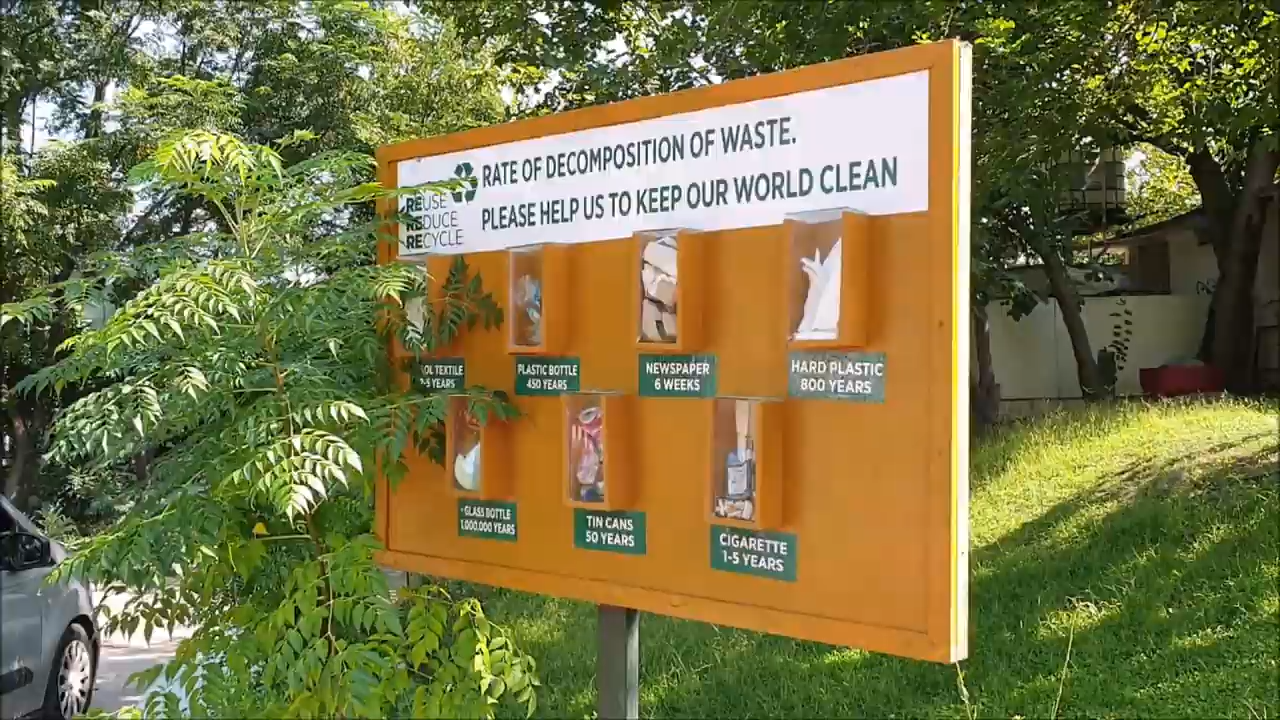 RATE OF DECOMPOSITION OF WASTE.
PLEASE HELP US TO KEEP OUR WORLD CLEAN
REUSE
REDUCE
RECYCLE
TEXTILE
YEARS
PLASTIC BOTTLE
450 YEARS
NEWSPAPER
6 WEEKS
HARD PLASTIC
800 YEARS
GLASS BOTTLE
1.000.000 YEARS
TIN CANS
50 YEARS
CIGARETTE
1-5 YEARS